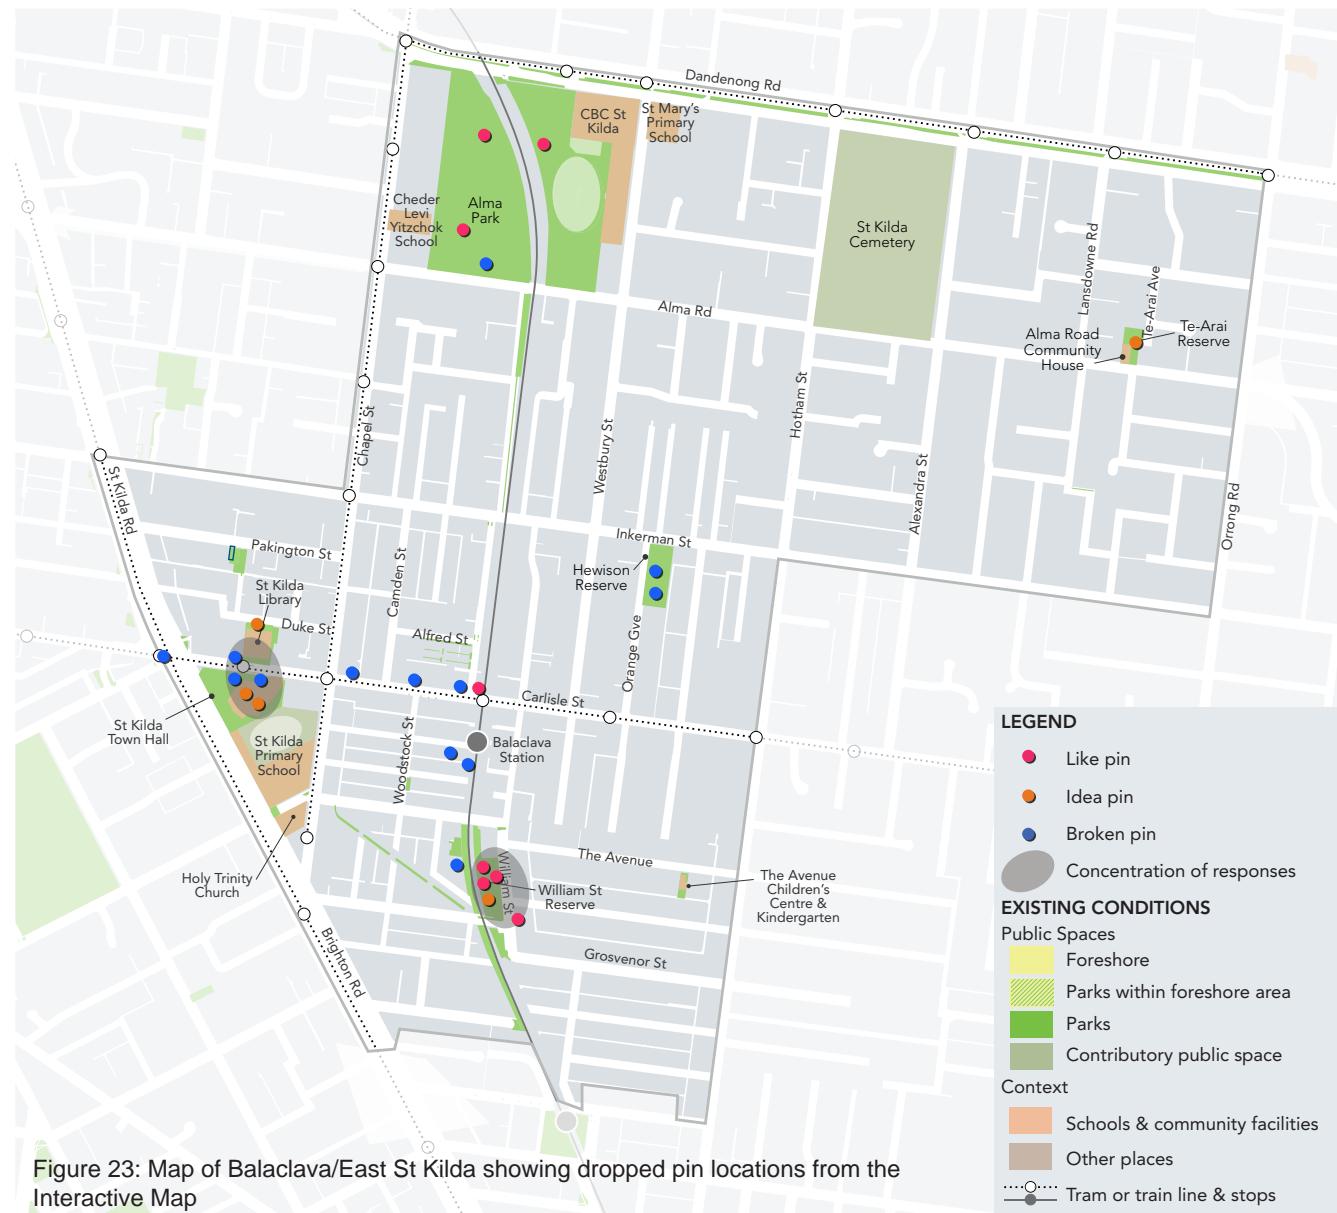 Dandenong Rd
CBC St
Kilda
St Mary's
Primary
School
Cheder
Levi
Yitzchok
School
Alma
Park
St Kilda
Cemetery
Lansdowne Rd
Te-Arai Ave
Te-Arai
Reserve
Alma Road
Community
House
Alma Rd
Chapel St
Westbury St
Hotham St
Alexandra St
Orrong Rd
St Kilda Rd
Inkerman St
Pakington St
Camden St
Hewison
Reserve
St Kilda
Library
Duke St
Alfred St
Orange Gve
Carlisle St
St Kilda
Town Hall
St Kilda
Primary
School
Woodstock St
Balaclava
Station
Holy Trinity
Church
William St
William St
Reserve
The Avenue
The Avenue
Children's
Centre &
Kindergarten
Brighton Rd
Grosvenor St
LEGEND
Like pin
Idea pin
Broken pin
Concentration of responses
EXISTING CONDITIONS
Public Spaces
Foreshore
Parks within foreshore area
Parks
Contributory public space
Context
Schools & community facilities
Other places
Tram or train line & stops
Figure 23: Map of Balaclava/East St Kilda showing dropped pin locations from the
Interactive Map